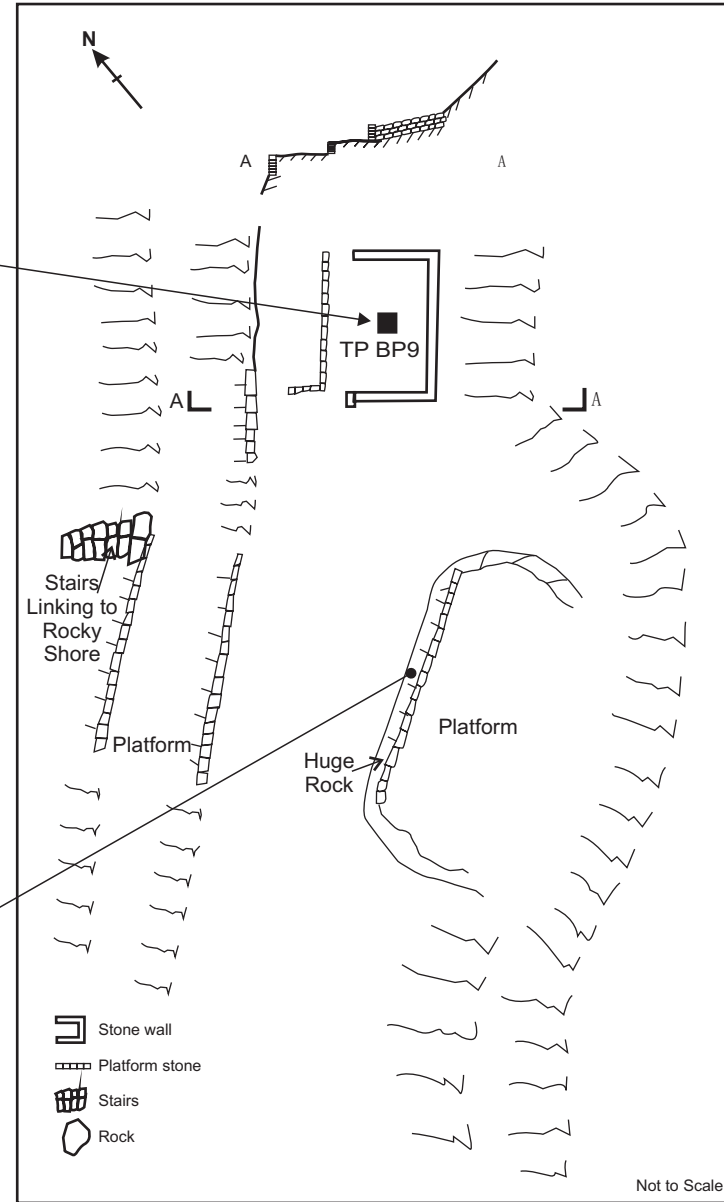 N
A A
TP BP9
A A
Stairs
Linking to
Rocky
Shore
Platform
Platform
Huge
Rock
Stone wall
Platform stone
Stairs
Rock
Not to Scale